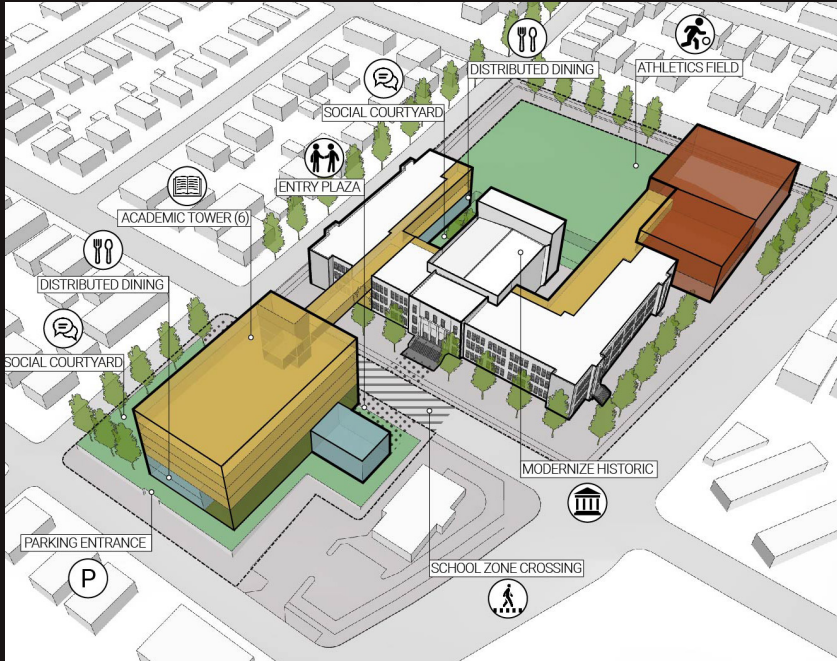 DISTRIBUTED DINING
ATHLETICS FIELD
SOCIAL COURTYARD
ENTRY PLAZA
ACADEMIC TOWER (6)
DISTRIBUTED DINING
SOCIAL COURTYARD
MODERNIZE HISTORIC
PARKING ENTRANCE
P
SCHOOL ZONE CROSSING